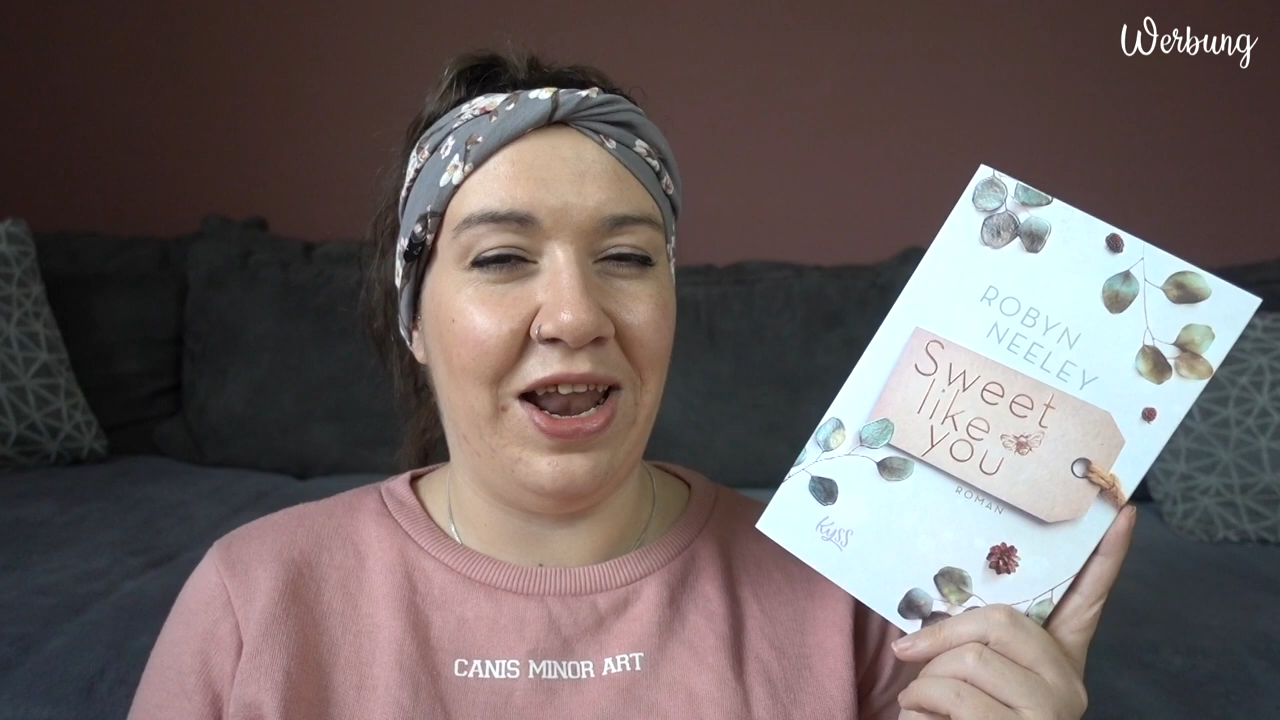 Werbung
ROBYN
NEELEY
Sweet
like
you
ROMAN
Kyss
CANIS MINOR ART